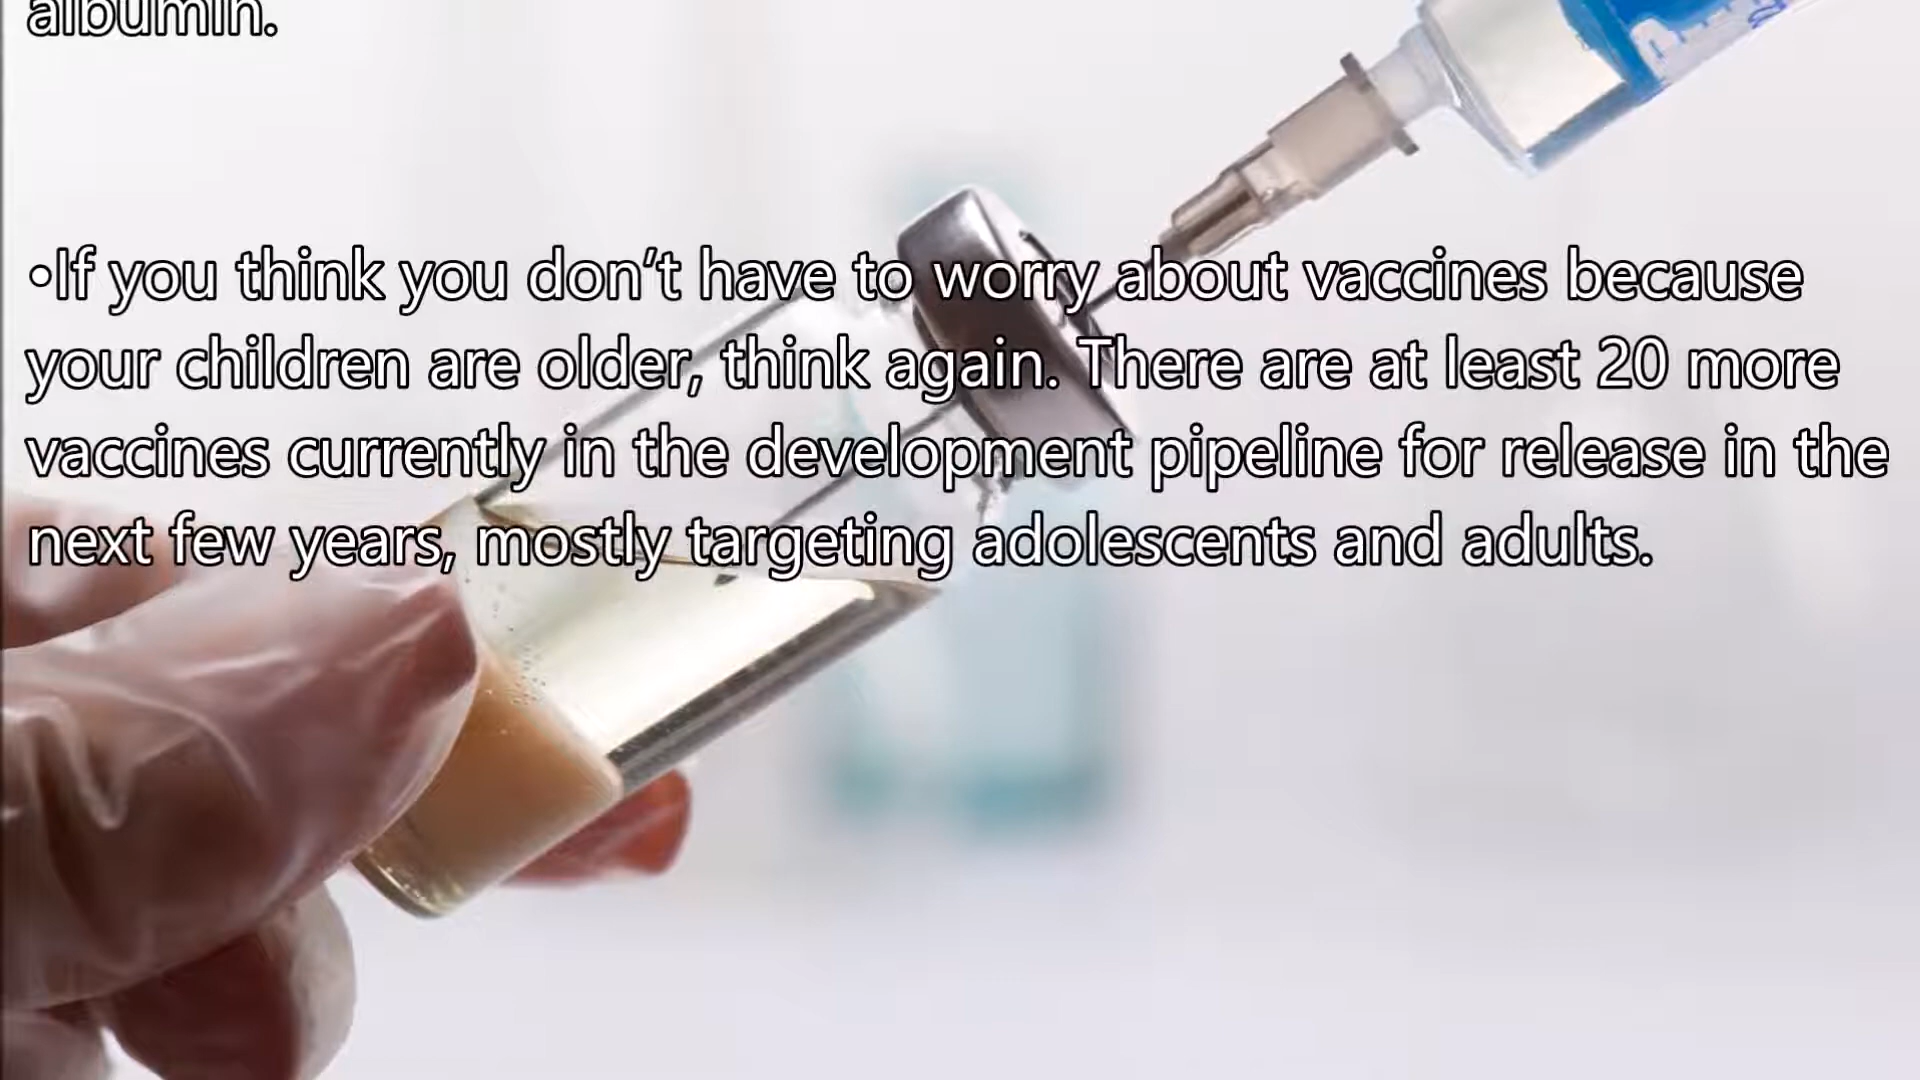 albumin.
•If you think you don’t have to worry about vaccines because
your children are older, think again. There are at least 20 more
vaccines currently in the development pipeline for release in the
next few years, mostly targeting adolescents and adults.